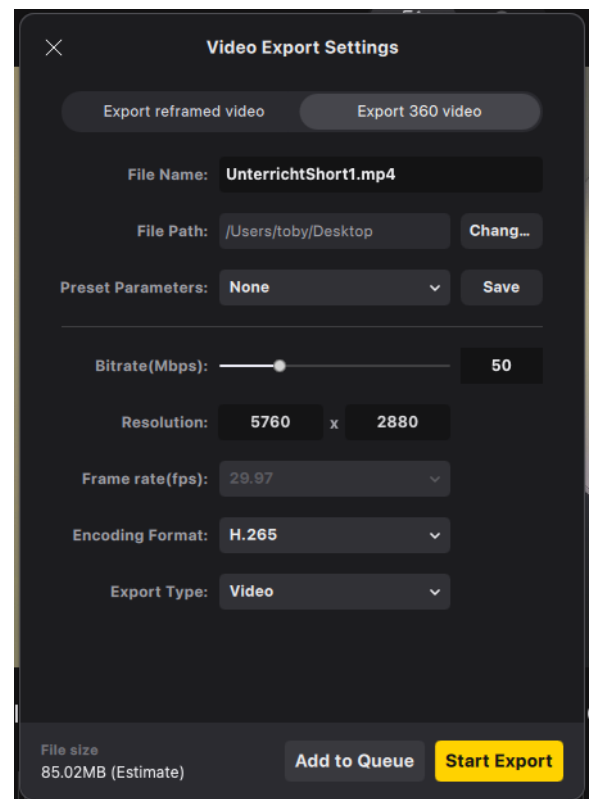 Video Export Settings
Export reframed video
Export 360 video
File Name: UnterrichtShort1.mp4
File Path: /Users/toby/Desktop Chang...
Preset Parameters: None Save
Bitrate(Mbps): 50
Resolution: 5760 x 2880
Frame rate(fps): 29.97
Encoding Format: H.265
Export Type: Video
File size
85.02MB (Estimate)
Add to Queue
Start Export